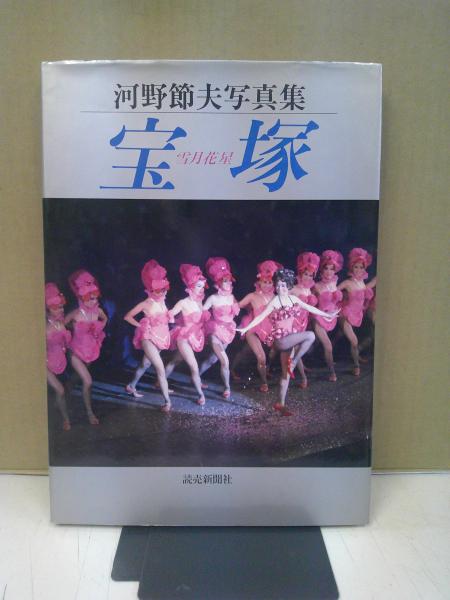 河野節夫写真集
宝塚
雪月花星
読売新聞社